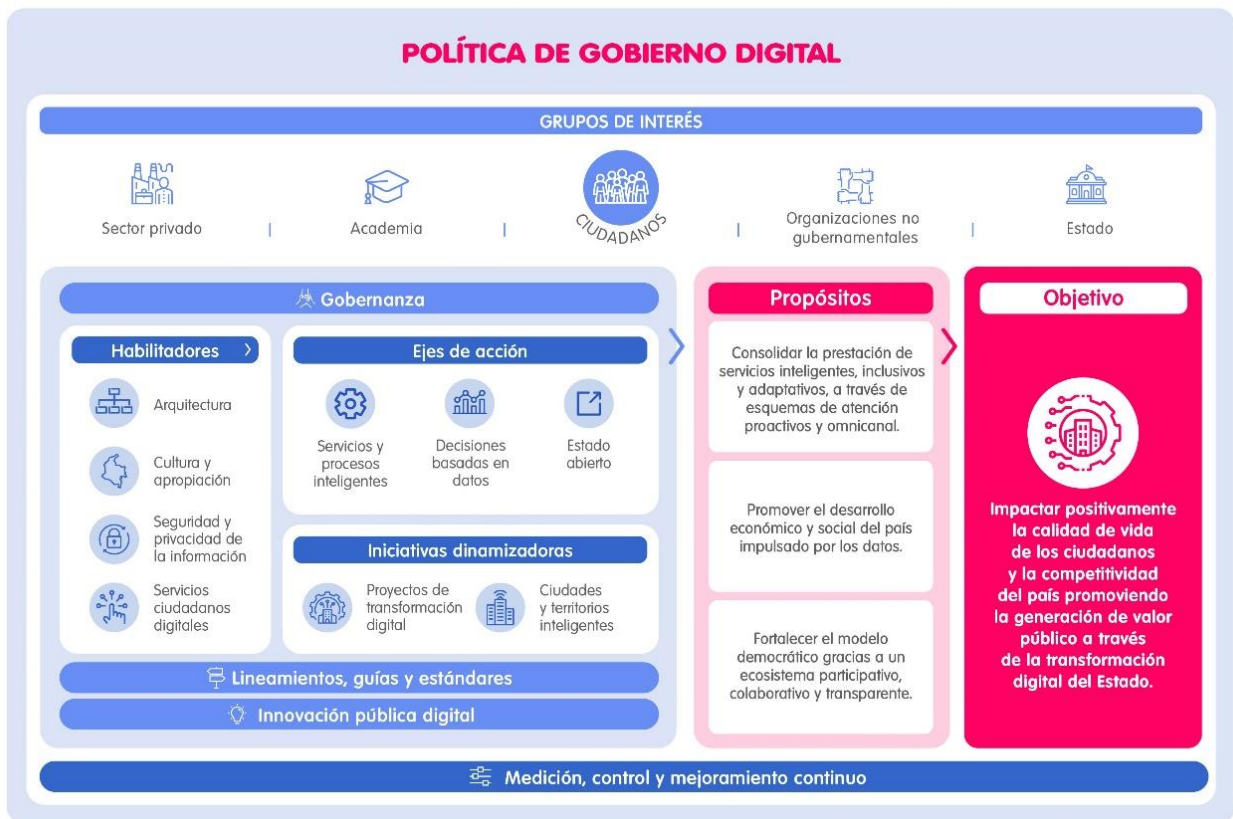 POLÍTICA DE GOBIERNO DIGITAL
GRUPOS DE INTERÉS
Sector privado
Academia
CIUDADANOS
Organizaciones no
gubernamentales
Estado
Gobernanza
Habilitadores
Arquitectura
Cultura y
apropiación
Seguridad y
privacidad de
la información
Servicios
ciudadanos
digitales
Ejes de acción
Servicios y
procesos
inteligentes
Decisiones
basadas en
datos
Estado
abierto
Iniciativas dinamizadoras
Proyectos de
transformación
digital
Ciudades
y territorios
inteligentes
Lineamientos, guías y estándares
Innovación pública digital
Propósitos
Consolidar la prestación de
servicios inteligentes, inclusivos
y adaptativos, a través de
esquemas de atención
proactivos y omnicanal.
Promover el desarrollo
económico y social del país
impulsado por los datos.
Fortalecer el modelo
democrático gracias a un
ecosistema participativo,
colaborativo y transparente.
Objetivo
Impactar positivamente
la calidad de vida
de los ciudadanos
y la competitividad
del país promoviendo
la generación de valor
público a través
de la transformación
digital del Estado.
Medición, control y mejoramiento continuo